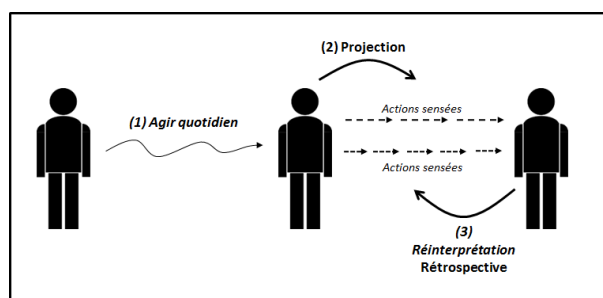 (2) Projection
(1) Agir quotidien
Actions sensées
Actions sensées
(3)
Réinterprétation
Rétrospective